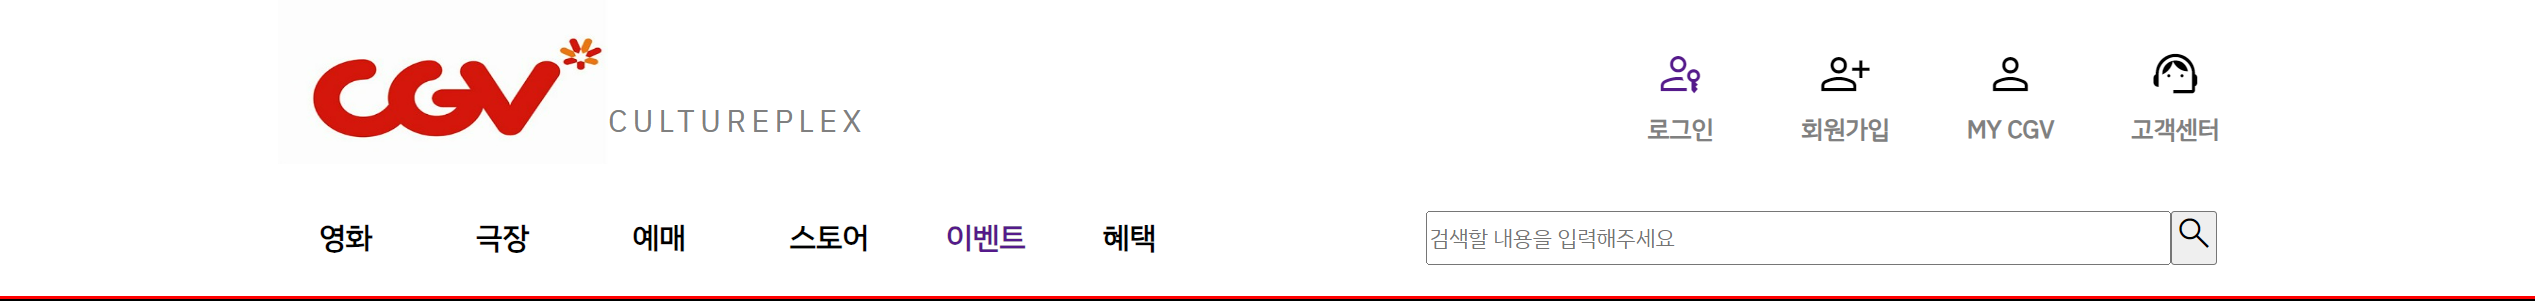 CGV
CULTUREPLEX
로그인 회원가입 MY CGV 고객센터
영화 극장 예매 스토어 이벤트 혜택 검색할 내용을 입력해주세요